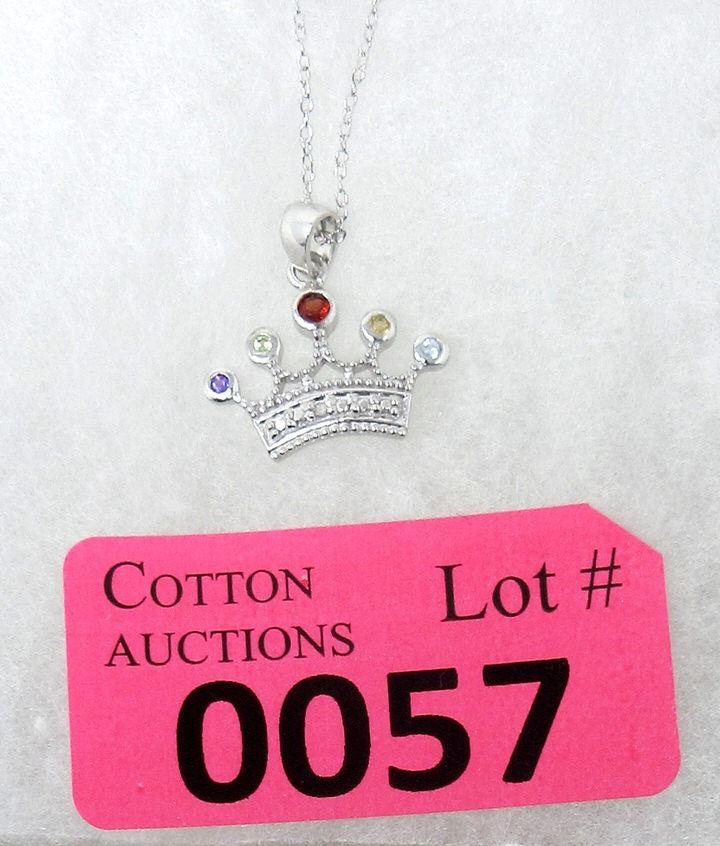 COTTON
AUCTIONS
Lot #
0057